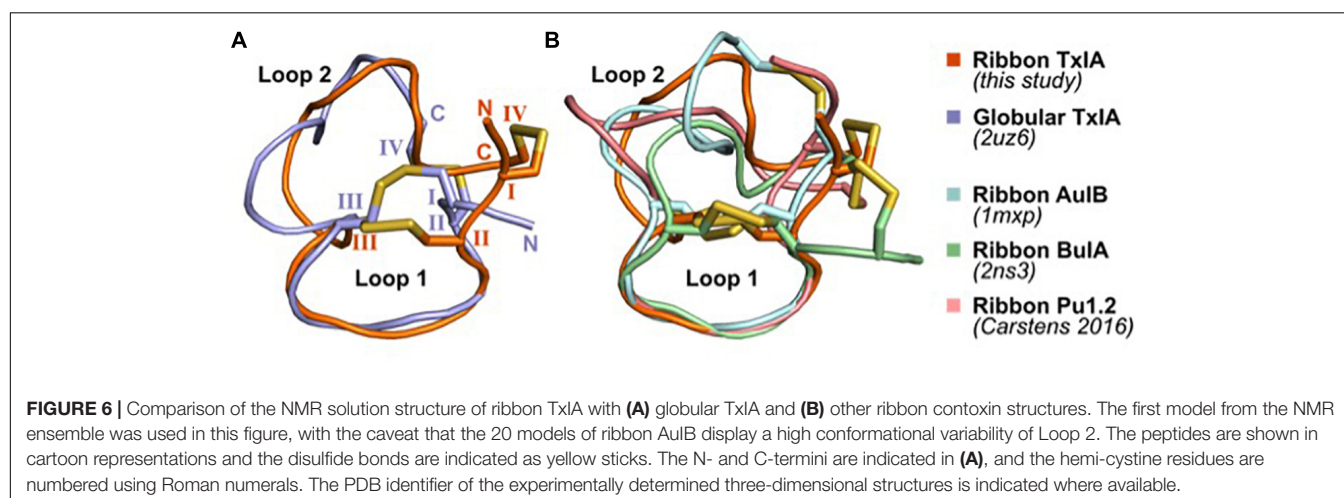 A
B
Loop 2
C
N
IV
IV
C
III
I
I
II
III
II
N
Loop 1
Loop 2
Loop 1
Ribbon TxIA
(this study)
Globular TxIA
(2uz6)
Ribbon AuIB
(1mxp)
Ribbon BuIA
(2ns3)
Ribbon Pu1.2
(Carstens 2016)
FIGURE 6 | Comparison of the NMR solution structure of ribbon TxIA with (A) globular TxIA and (B) other ribbon contoxin structures. The first model from the NMR
ensemble was used in this figure, with the caveat that the 20 models of ribbon AuIB display a high conformational variability of Loop 2. The peptides are shown in
cartoon representations and the disulfide bonds are indicated as yellow sticks. The N- and C-termini are indicated in (A), and the hemi-cystine residues are
numbered using Roman numerals. The PDB identifier of the experimentally determined three-dimensional structures is indicated where available.